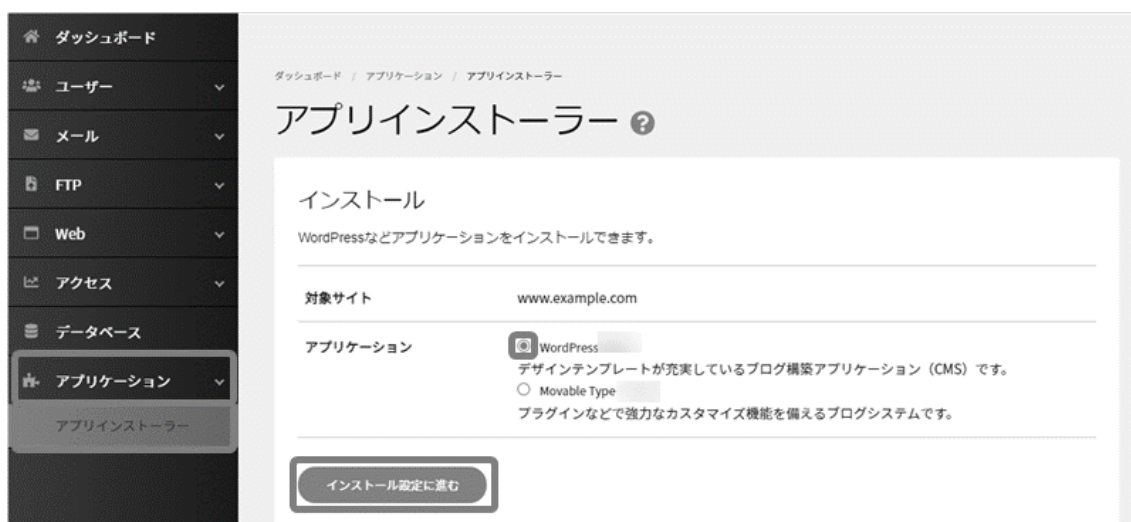 ダッシュボード
ユーザー
メール
FTP
Web
アクセス
データベース
アプリケーション
アプリインストーラー
ダッシュボード / アプリケーション / アプリインストーラー
アプリインストーラー ?
インストール
WordPressなどアプリケーションをインストールできます。
対象サイト www.example.com
アプリケーション WordPress
デザインテンプレートが充実しているブログ構築アプリケーション（CMS）です。
Movable Type
プラグインなどで強力なカスタマイズ機能を備えるブログシステムです。
インストール設定に進む